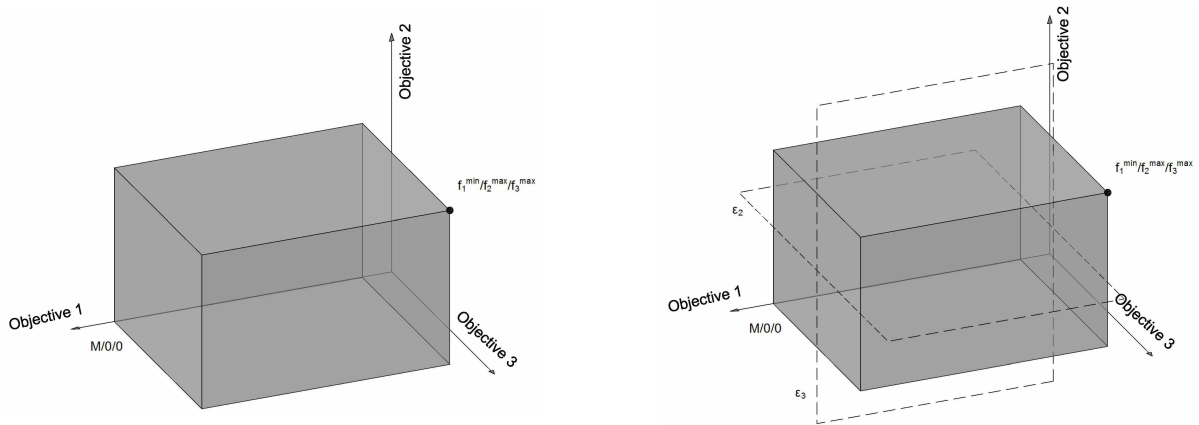 Objective 2
f₁ᵐⁱⁿ/f₂ᵐᵃˣ/f₃ᵐᵃˣ
Objective 1
M/0/0
Objective 3
Objective 2
f₁ᵐⁱⁿ/f₂ᵐᵃˣ/f₃ᵐᵃˣ
ε₂
Objective 1
M/0/0
Objective 3
ε₃